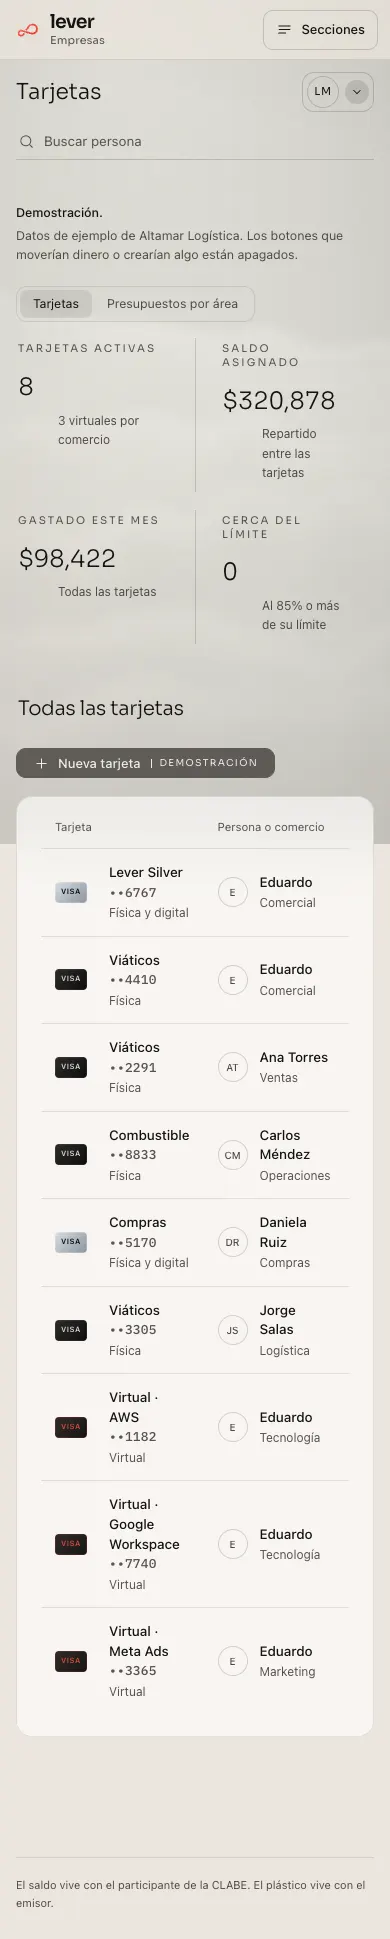 lever
Empresas
Secciones
Tarjetas
LM
Buscar persona
Demostración.
Datos de ejemplo de Altamar Logística. Los botones que
moverían dinero o crearían algo están apagados.
Tarjetas
Presupuestos por área
TARJETAS ACTIVAS
8
3 virtuales por
comercio
SALDO
ASIGNADO
$320,878
Repartido
entre las
tarjetas
GASTADO ESTE MES
$98,422
Todas las tarjetas
CERCA DEL
LÍMITE
0
Al 85% o más
de su límite
Todas las tarjetas
+ Nueva tarjeta | DEMOSTRACIÓN
Tarjeta
Persona o comercio
VISA
Lever Silver
••6767
Física y digital
E
Eduardo
Comercial
VISA
Viáticos
••4410
Física
E
Eduardo
Comercial
VISA
Viáticos
••2291
Física
AT
Ana Torres
Ventas
VISA
Combustible
••8833
Física
CM
Carlos
Méndez
Operaciones
VISA
Compras
••5170
Física y digital
DR
Daniela
Ruiz
Compras
VISA
Viáticos
••3305
Física
JS
Jorge
Salas
Logística
VISA
Virtual ·
AWS
••1182
Virtual
E
Eduardo
Tecnología
VISA
Virtual ·
Google
Workspace
••7740
Virtual
E
Eduardo
Tecnología
VISA
Virtual ·
Meta Ads
••3365
Virtual
E
Eduardo
Marketing
El saldo vive con el participante de la CLABE. El plástico vive con el
emisor.